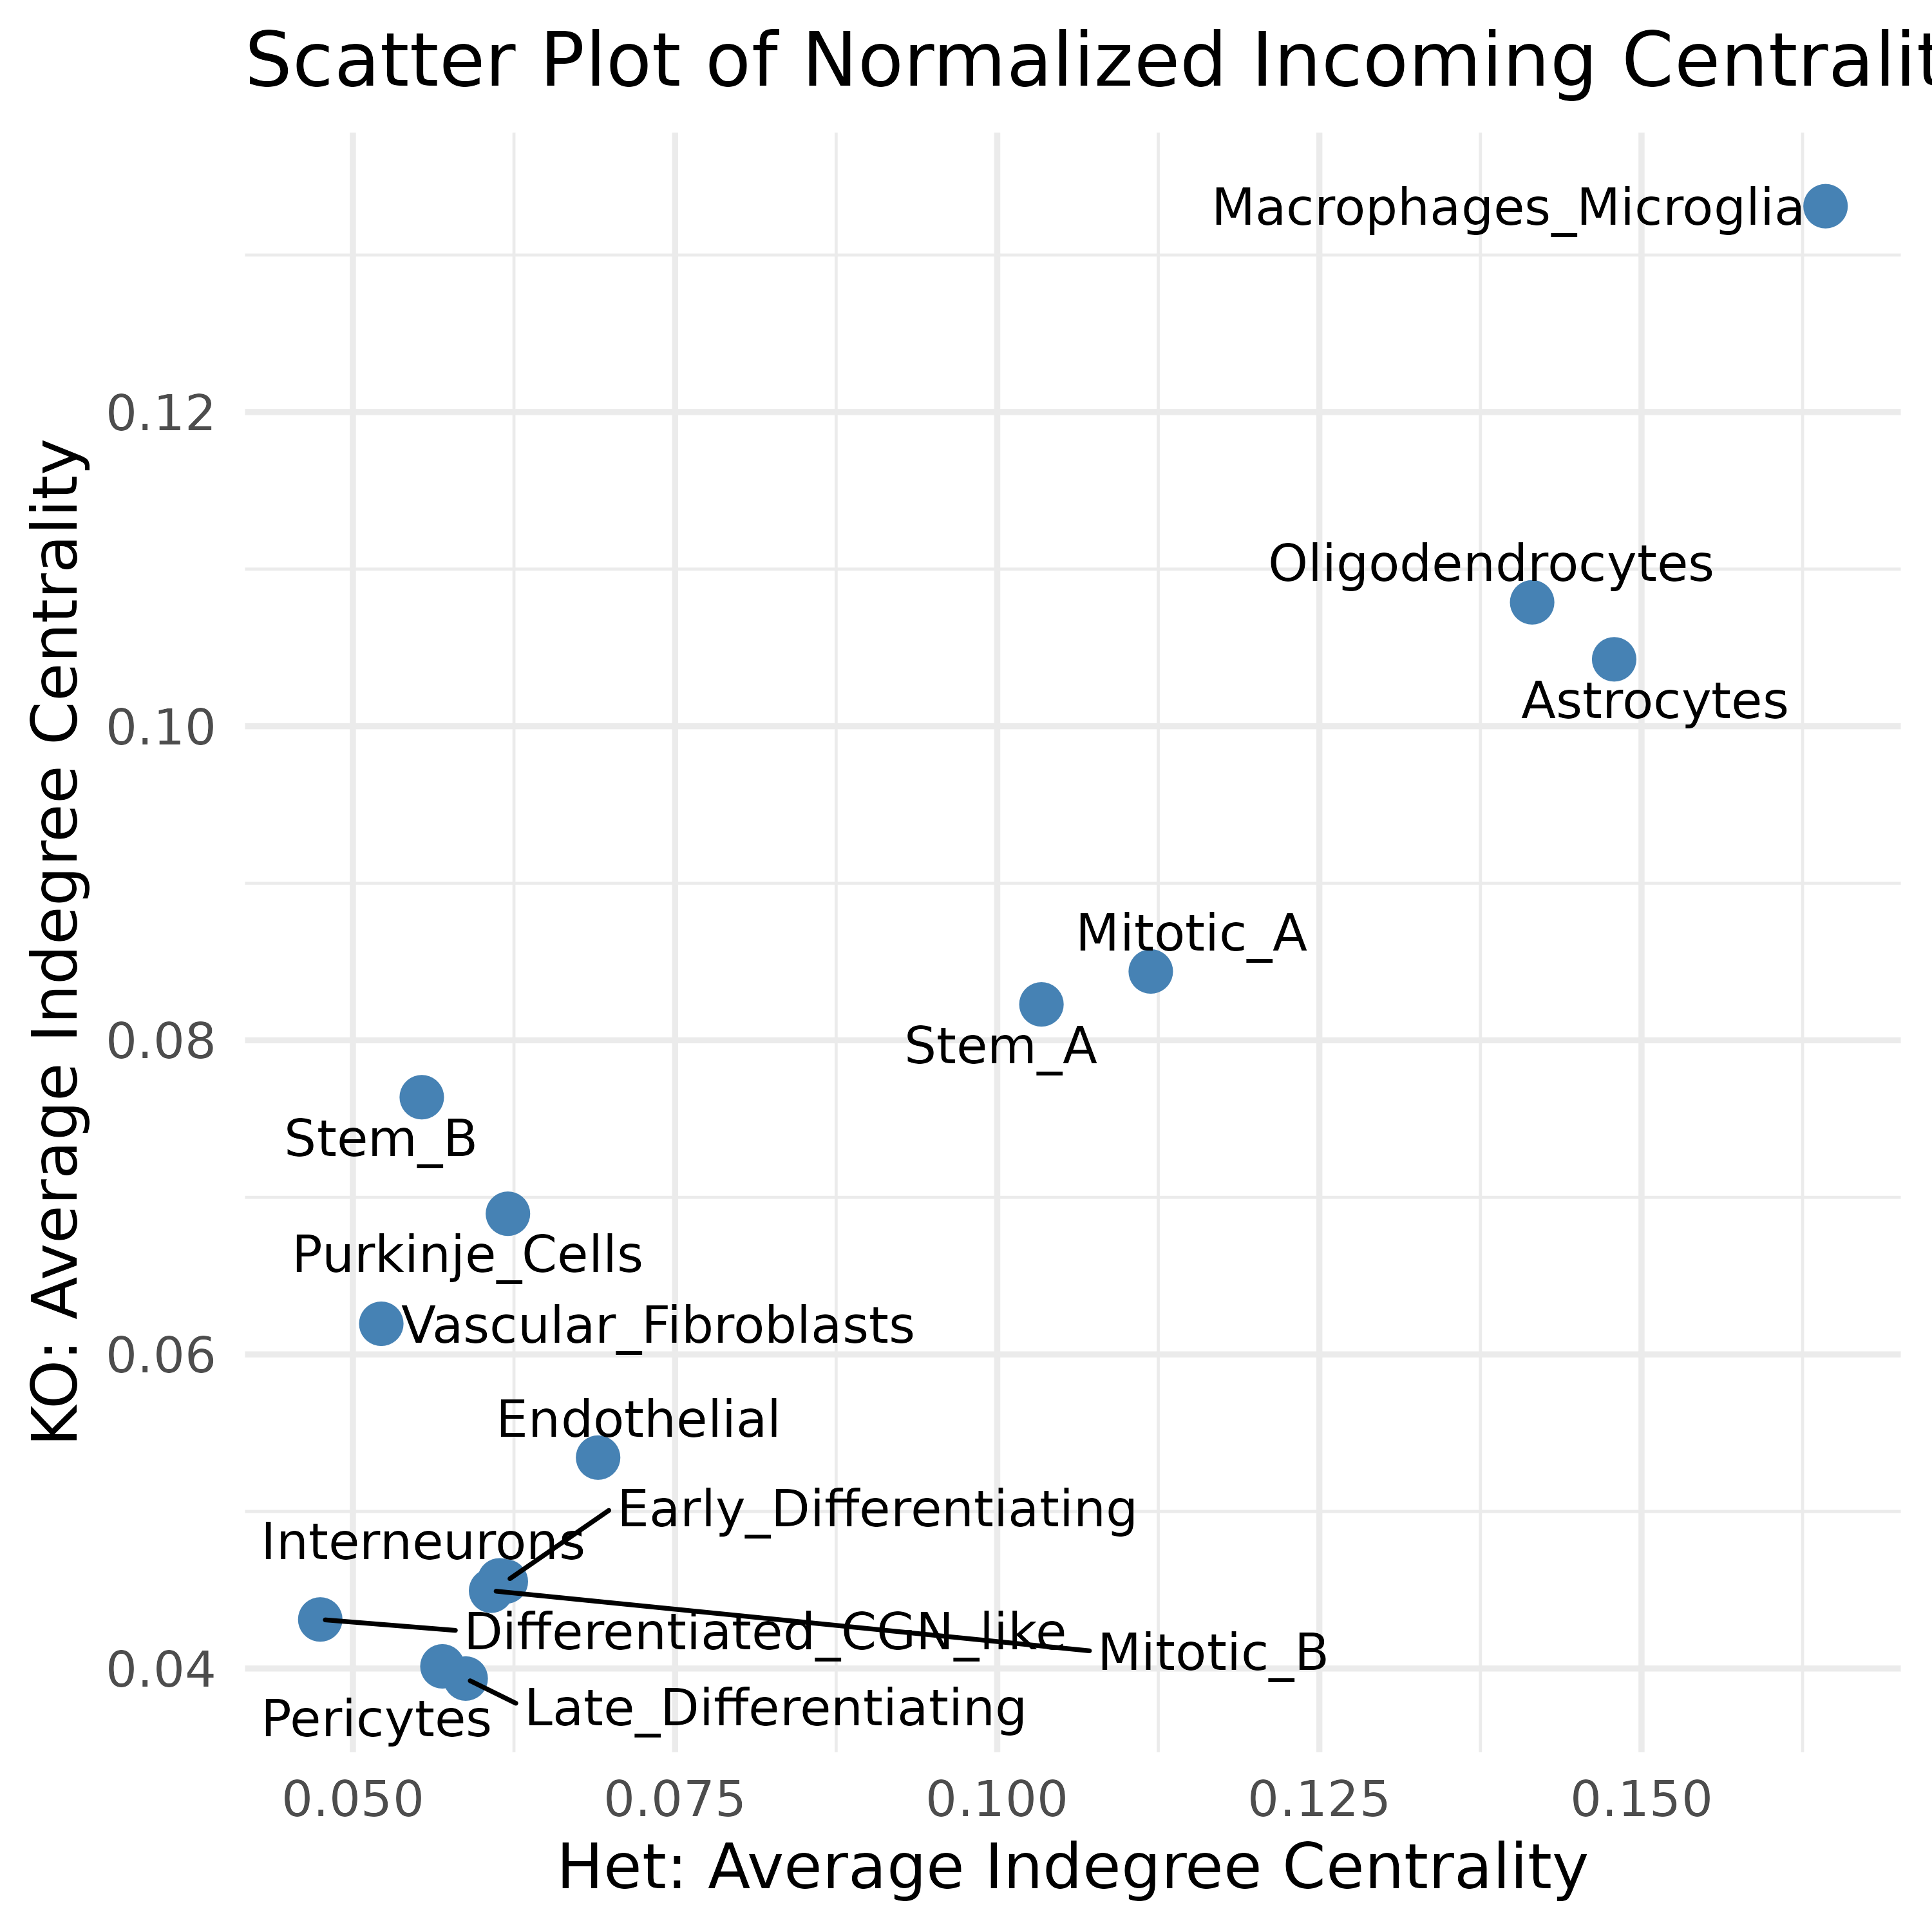 Scatter Plot of Normalized Incoming Centralit
Macrophages_Microglia
Oligodendrocytes
Astrocytes
Mitotic_A
Stem_A
Stem_B
Purkinje_Cells
Vascular_Fibroblasts
Endothelial
Early_Differentiating
Interneurons
Differentiated_CGN_like
Mitotic_B
Late_Differentiating
Pericytes
KO: Average Indegree Centrality
0.12
0.10
0.08
0.06
0.04
0.050 0.075 0.100 0.125 0.150
Het: Average Indegree Centrality